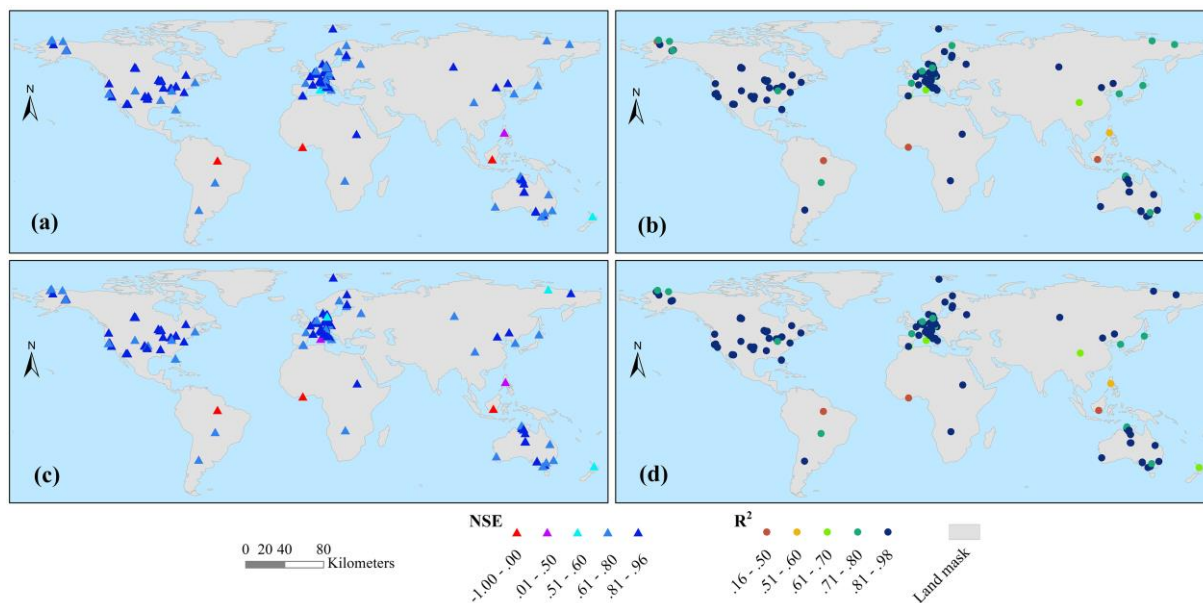 N
N
(a)
(b)
N
N
(c)
(d)
NSE
R²
0 20 40 80
Kilometers
-1.00 - .00
.01 - .50
.51 - .60
.61 - .80
.81 - .96
.16 - .50
.51 - .60
.61 - .70
.71 - .80
.81 - .98
Land mask